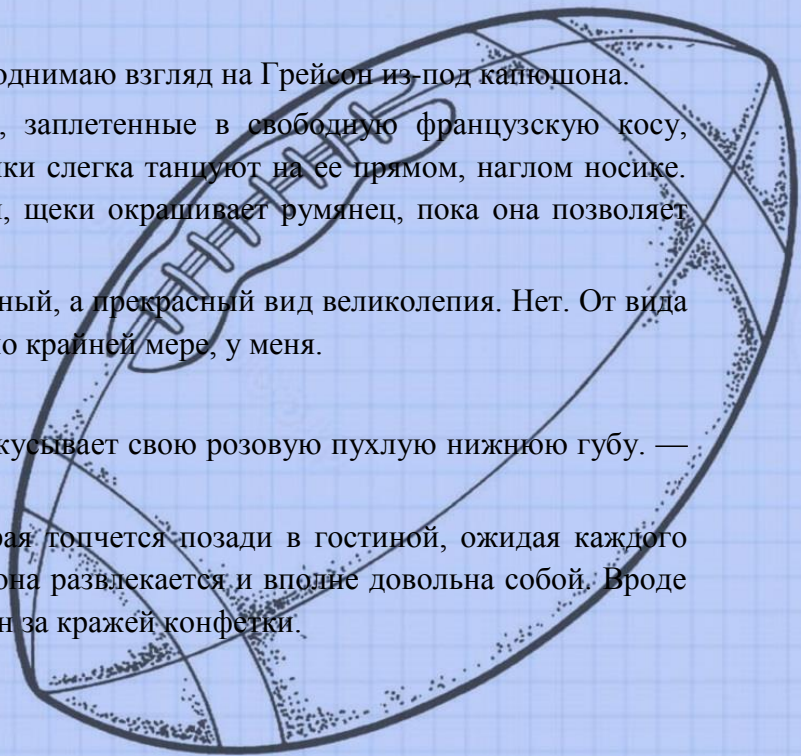 однимаю взгляд на Грейсон из-под капюшона.
, заплетенные в свободную французскую косу,
ки слегка танцуют на ее прямом, наглом носике.
, щеки окрашивает румянец, пока она позволяет
ный, а прекрасный вид великолепия. Нет. От вида
о крайней мере, у меня.
кусывает свою розовую пухлую нижнюю губу. —
ая топчется позади в гостиной, ожидая каждого
она развлекается и вполне довольна собой. Вроде
н за кражей конфетки.